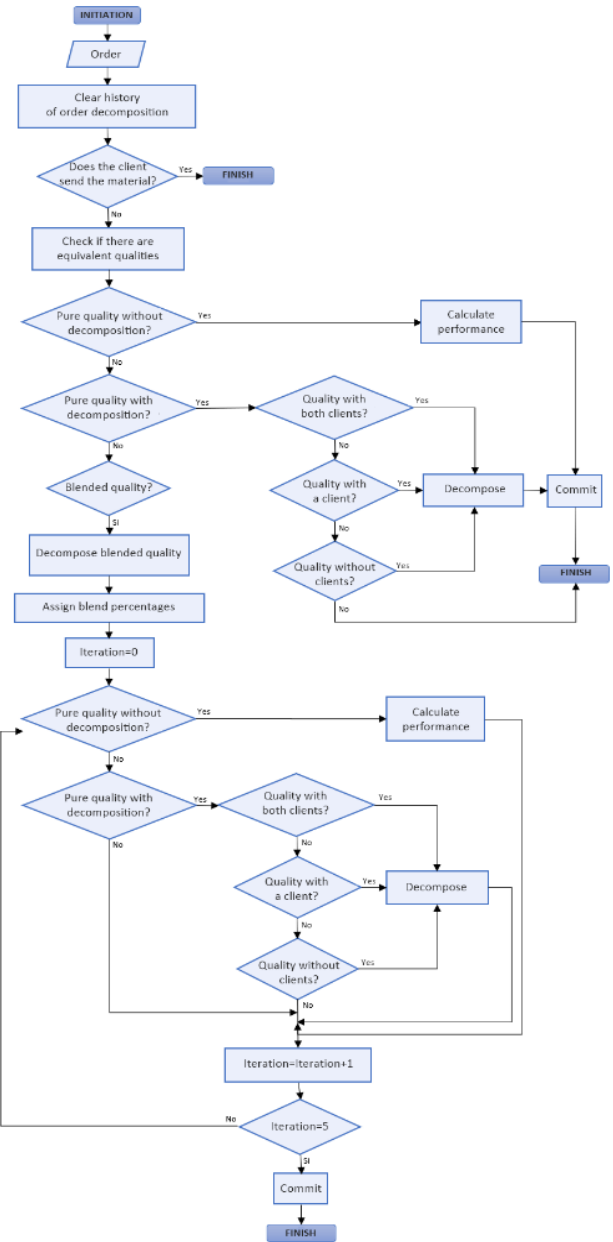 INITIATION
Order
Clear history
of order decomposition
Does the client
send the material?
Yes
FINISH
No
Check if there are
equivalent qualities
Pure quality without
decomposition?
Yes
Calculate
performance
No
Pure quality with
decomposition?
Yes
Quality with
both clients?
Yes
No
No
Blended quality?
Quality with
a client?
Yes
Decompose
Commit
Si
No
Decompose blended quality
Quality without
clients?
Yes
FINISH
No
Assign blend percentages
Iteration=0
Pure quality without
decomposition?
Yes
Calculate
performance
No
Pure quality with
decomposition?
Yes
Quality with
both clients?
Yes
No
No
Quality with
a client?
Yes
Decompose
No
Quality without
clients?
Yes
No
Iteration=Iteration+1
No
Iteration=5
Si
Commit
FINISH